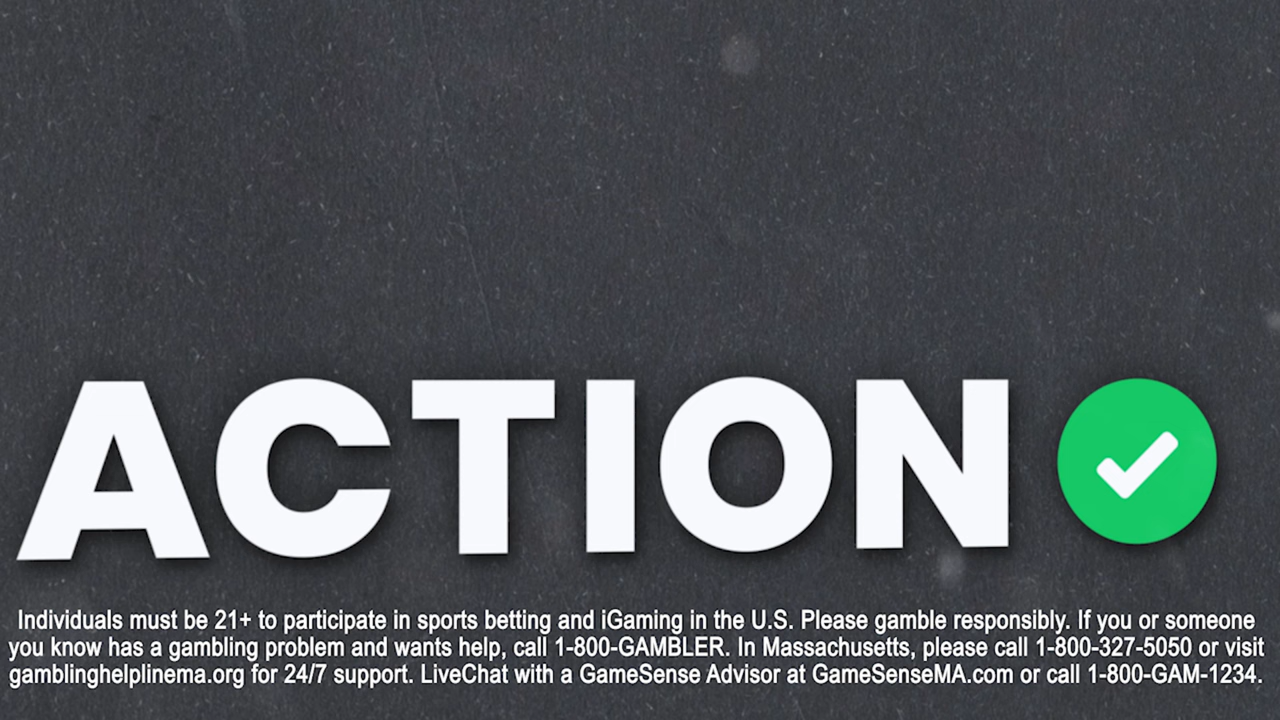 ACTION
Individuals must be 21+ to participate in sports betting and iGaming in the U.S. Please gamble responsibly. If you or someone
you know has a gambling problem and wants help, call 1-800-GAMBLER. In Massachusetts, please call 1-800-327-5050 or visit
gamblinghelplinema.org for 24/7 support. LiveChat with a GameSense Advisor at GameSenseMA.com or call 1-800-GAM-1234.